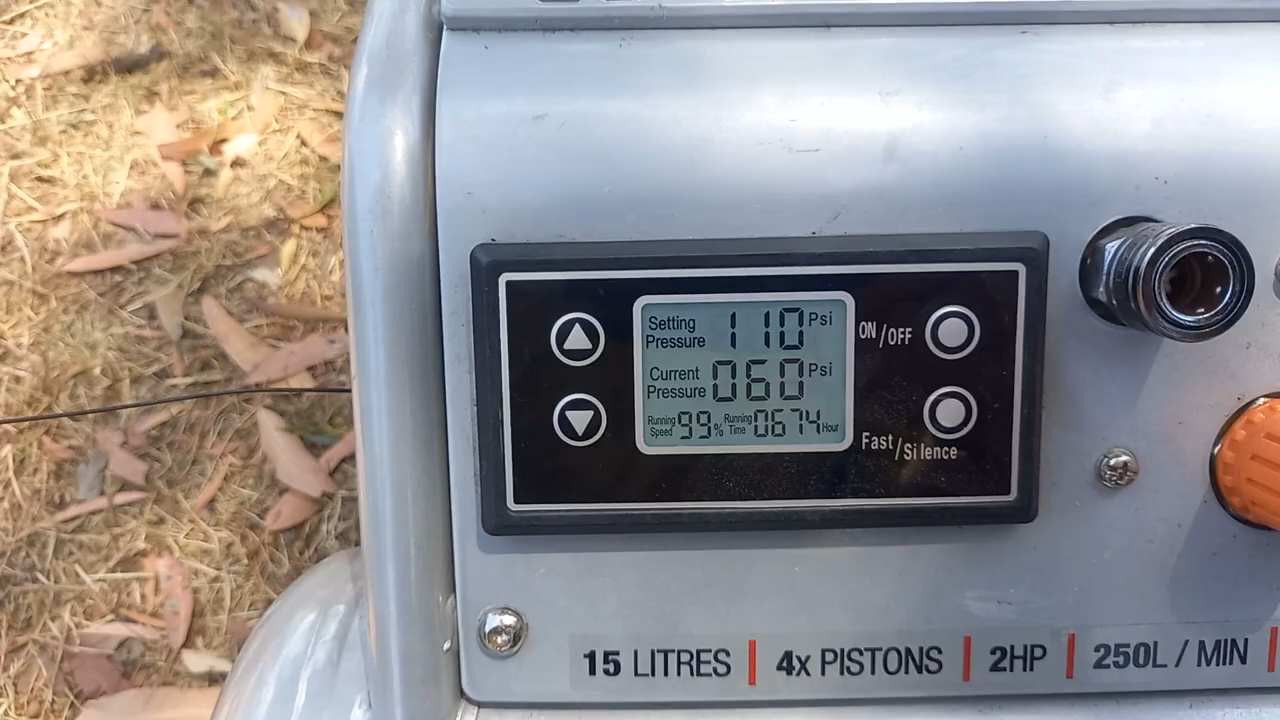 Setting Pressure 110 Psi
Current Pressure 060 Psi
Running Speed 99% Running Time 0674 Hour
ON/OFF
Fast/Silence
15 LITRES | 4x PISTONS | 2HP | 250L / MIN |